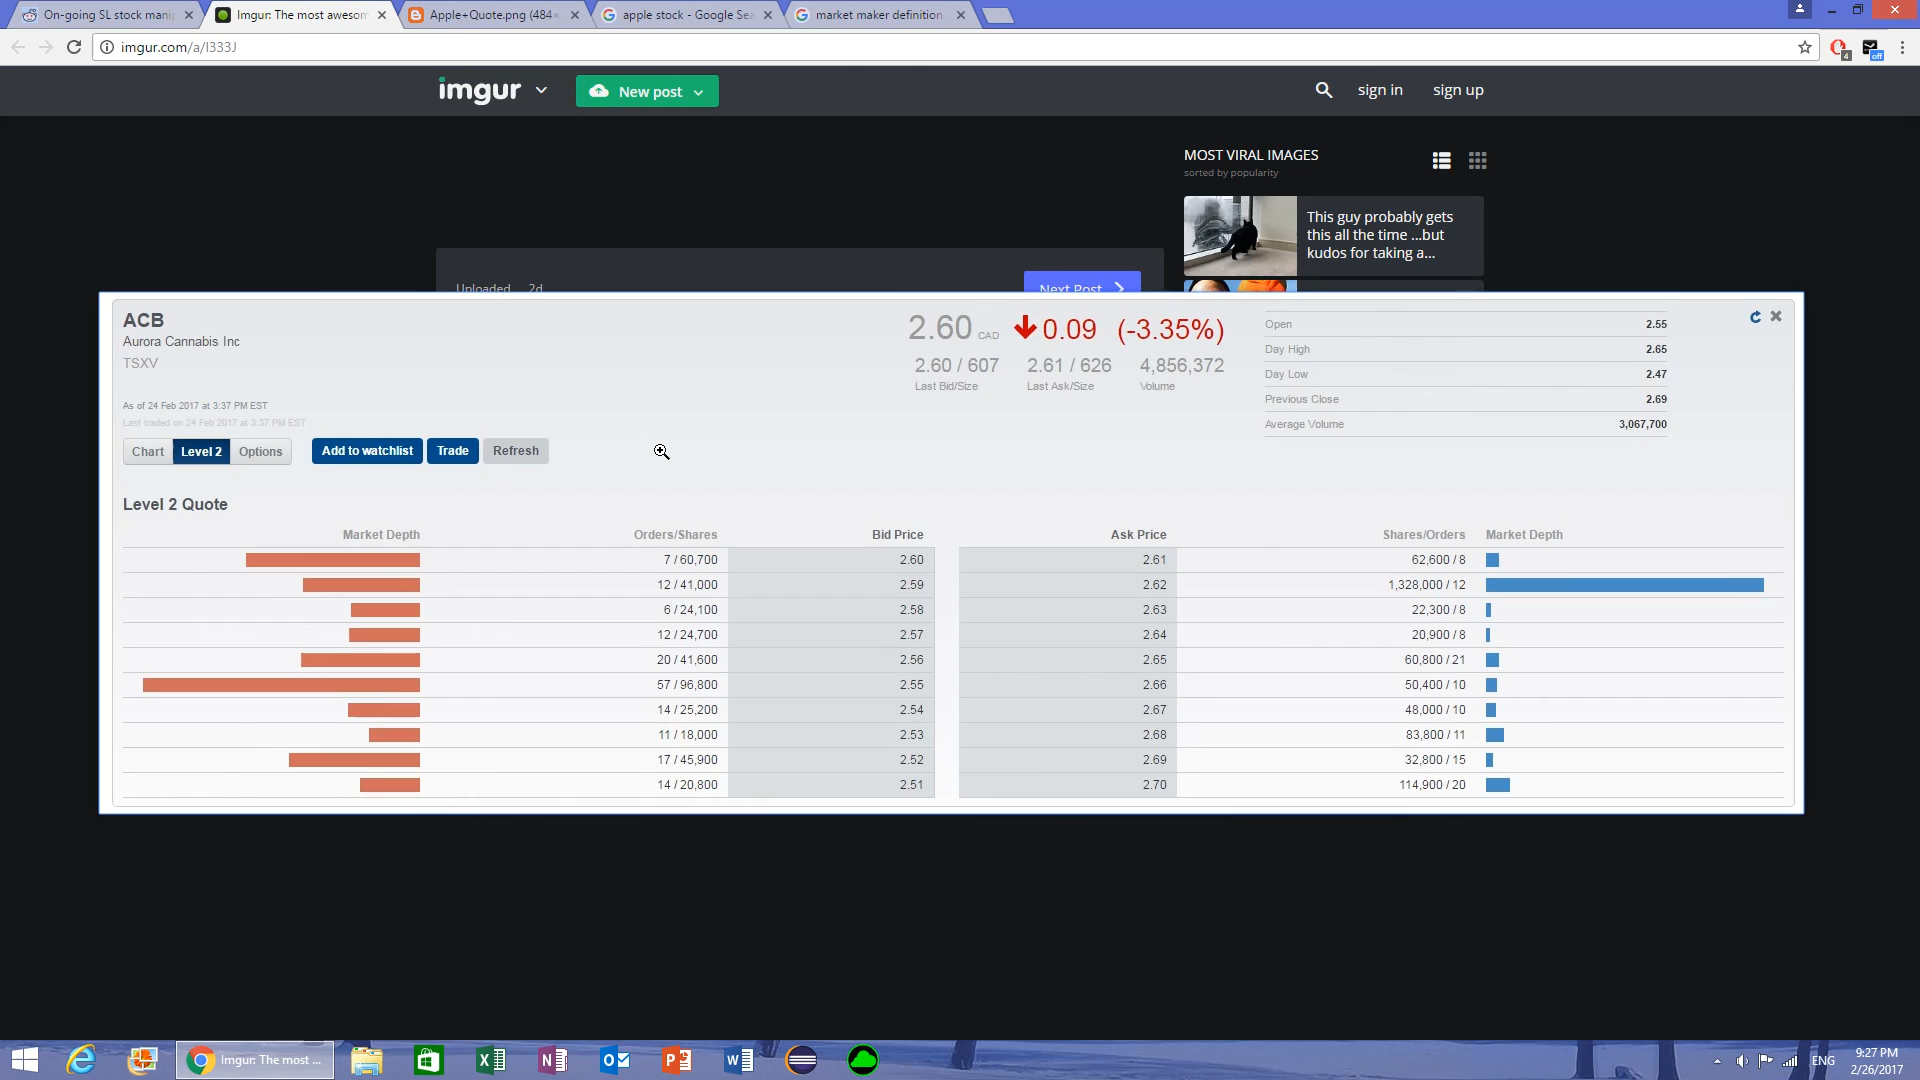 On-going SL stock mani
Imgur: The most awesom
Apple+Quote.png (484×
apple stock - Google Sea
market maker definition
imgur.com/a/I333J
4
off
imgur
New post
sign in
sign up
MOST VIRAL IMAGES
sorted by popularity
This guy probably gets
this all the time ...but
kudos for taking a...
Uploaded 2d
Next Post
ACB
Aurora Cannabis Inc
TSXV
2.60 CAD 0.09 (-3.35%)
2.60 / 607 2.61 / 626 4,856,372
Last Bid/Size Last Ask/Size Volume
Open 2.55
Day High 2.65
Day Low 2.47
Previous Close 2.69
Average Volume 3,067,700
As of 24 Feb 2017 at 3:37 PM EST
Last traded on 24 Feb 2017 at 3:37 PM EST
Chart Level 2 Options Add to watchlist Trade Refresh
Level 2 Quote
Market Depth Orders/Shares Bid Price Ask Price Shares/Orders Market Depth
7 / 60,700 2.60 2.61 62,600 / 8
12 / 41,000 2.59 2.62 1,328,000 / 12
6 / 24,100 2.58 2.63 22,300 / 8
12 / 24,700 2.57 2.64 20,900 / 8
20 / 41,600 2.56 2.65 60,800 / 21
57 / 96,800 2.55 2.66 50,400 / 10
14 / 25,200 2.54 2.67 48,000 / 10
11 / 18,000 2.53 2.68 83,800 / 11
17 / 45,900 2.52 2.69 32,800 / 15
14 / 20,800 2.51 2.70 114,900 / 20
Imgur: The most ...
ENG
9:27 PM
2/26/2017